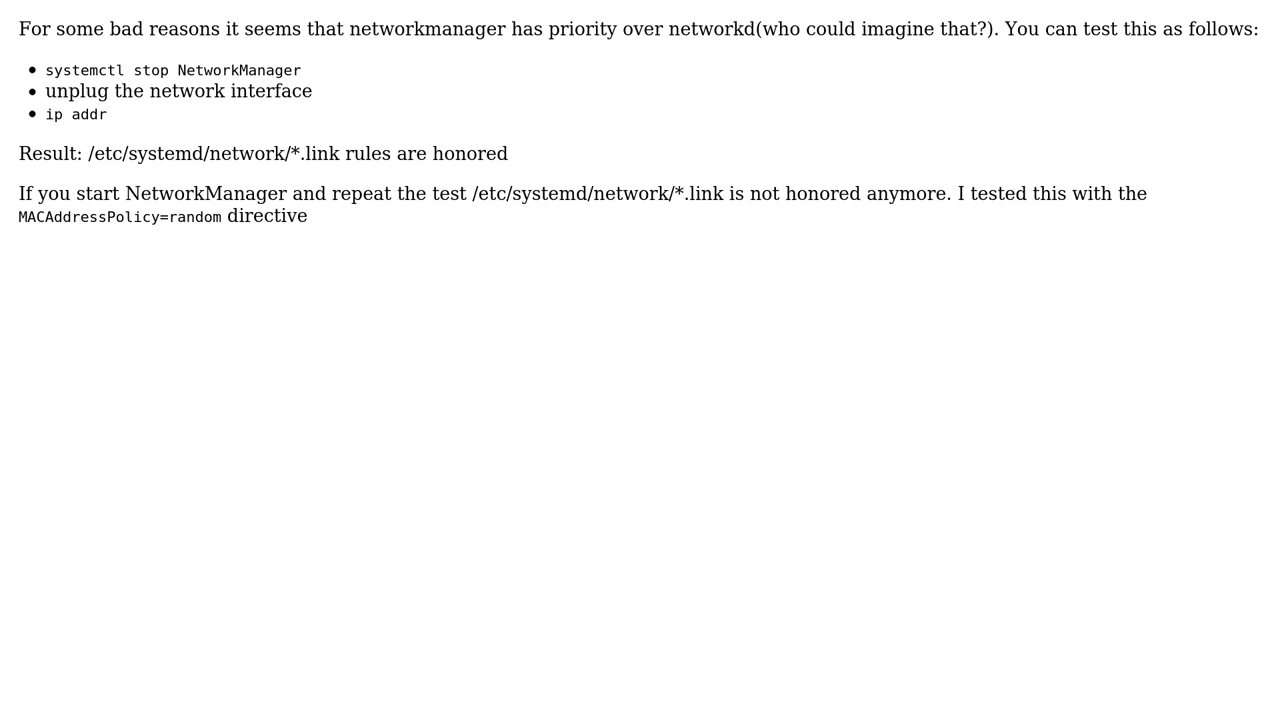 For some bad reasons it seems that networkmanager has priority over networkd(who could imagine that?). You can test this as follows:
systemctl stop NetworkManager
unplug the network interface
ip addr
Result: /etc/systemd/network/*.link rules are honored
If you start NetworkManager and repeat the test /etc/systemd/network/*.link is not honored anymore. I tested this with the
MACAddressPolicy=random directive